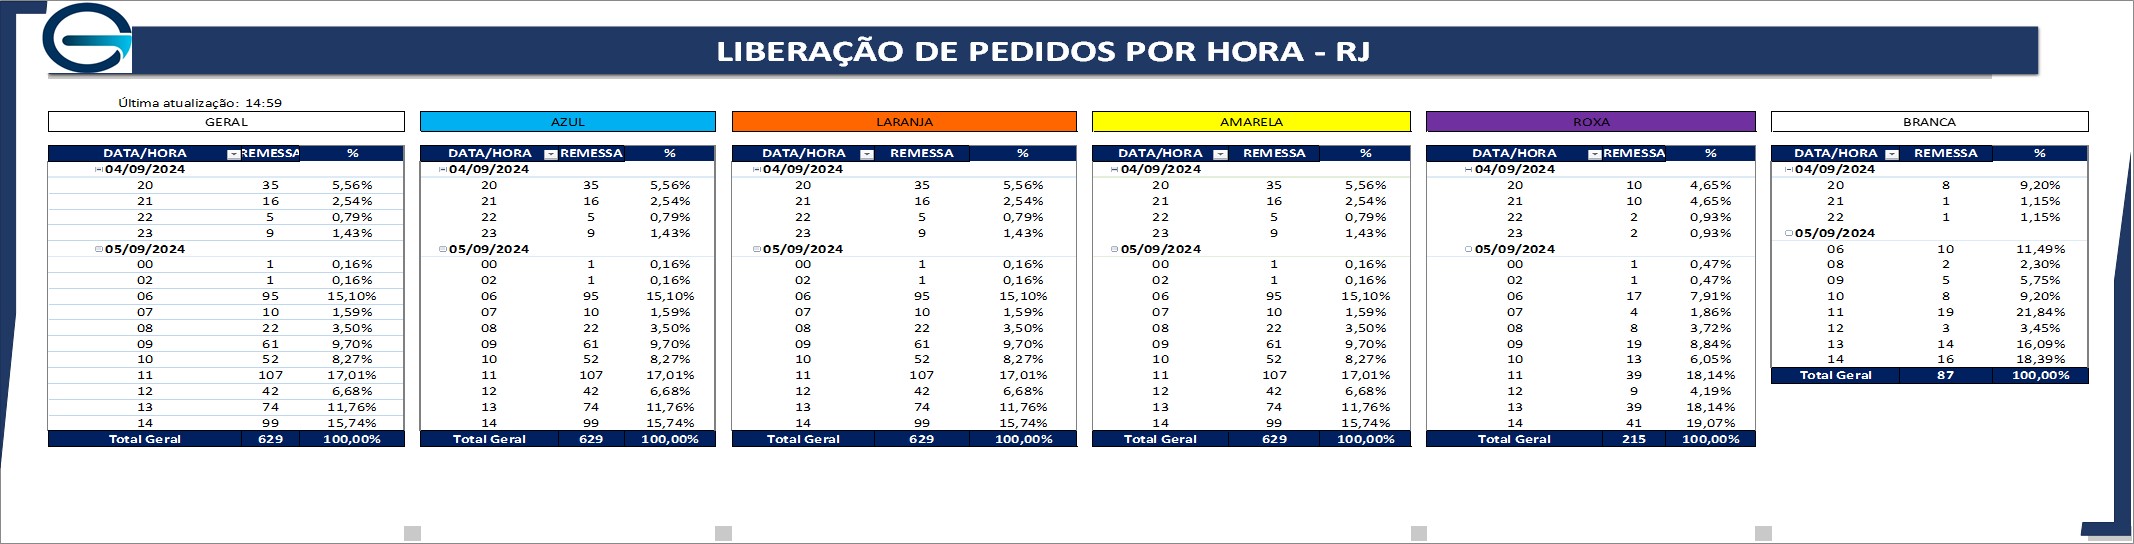 LIBERAÇÃO DE PEDIDOS POR HORA - RJ
Última atualização: 14:59
GERAL AZUL LARANJA AMARELA ROXA BRANCA
DATA/HORA REMESSA % DATA/HORA REMESSA % DATA/HORA REMESSA % DATA/HORA REMESSA % DATA/HORA REMESSA % DATA/HORA REMESSA %
04/09/2024 04/09/2024 04/09/2024 04/09/2024 04/09/2024 04/09/2024
20 35 5,56% 20 35 5,56% 20 35 5,56% 20 35 5,56% 20 10 4,65% 20 8 9,20%
21 16 2,54% 21 16 2,54% 21 16 2,54% 21 16 2,54% 21 10 4,65% 21 1 1,15%
22 5 0,79% 22 5 0,79% 22 5 0,79% 22 5 0,79% 22 2 0,93% 22 1 1,15%
23 9 1,43% 23 9 1,43% 23 9 1,43% 23 9 1,43% 23 2 0,93% 05/09/2024
05/09/2024 05/09/2024 05/09/2024 05/09/2024 05/09/2024 06 10 11,49%
00 1 0,16% 00 1 0,16% 00 1 0,16% 00 1 0,16% 00 1 0,47% 08 2 2,30%
02 1 0,16% 02 1 0,16% 02 1 0,16% 02 1 0,16% 02 1 0,47% 09 5 5,75%
06 95 15,10% 06 95 15,10% 06 95 15,10% 06 95 15,10% 06 17 7,91% 10 8 9,20%
07 10 1,59% 07 10 1,59% 07 10 1,59% 07 10 1,59% 07 4 1,86% 11 19 21,84%
08 22 3,50% 08 22 3,50% 08 22 3,50% 08 22 3,50% 08 8 3,72% 12 3 3,45%
09 61 9,70% 09 61 9,70% 09 61 9,70% 09 61 9,70% 09 19 8,84% 13 14 16,09%
10 52 8,27% 10 52 8,27% 10 52 8,27% 10 52 8,27% 10 13 6,05% 14 16 18,39%
11 107 17,01% 11 107 17,01% 11 107 17,01% 11 107 17,01% 11 39 18,14% Total Geral 87 100,00%
12 42 6,68% 12 42 6,68% 12 42 6,68% 12 42 6,68% 12 9 4,19%
13 74 11,76% 13 74 11,76% 13 74 11,76% 13 74 11,76% 13 39 18,14%
14 99 15,74% 14 99 15,74% 14 99 15,74% 14 99 15,74% 14 41 19,07%
Total Geral 629 100,00% Total Geral 629 100,00% Total Geral 629 100,00% Total Geral 629 100,00% Total Geral 215 100,00%